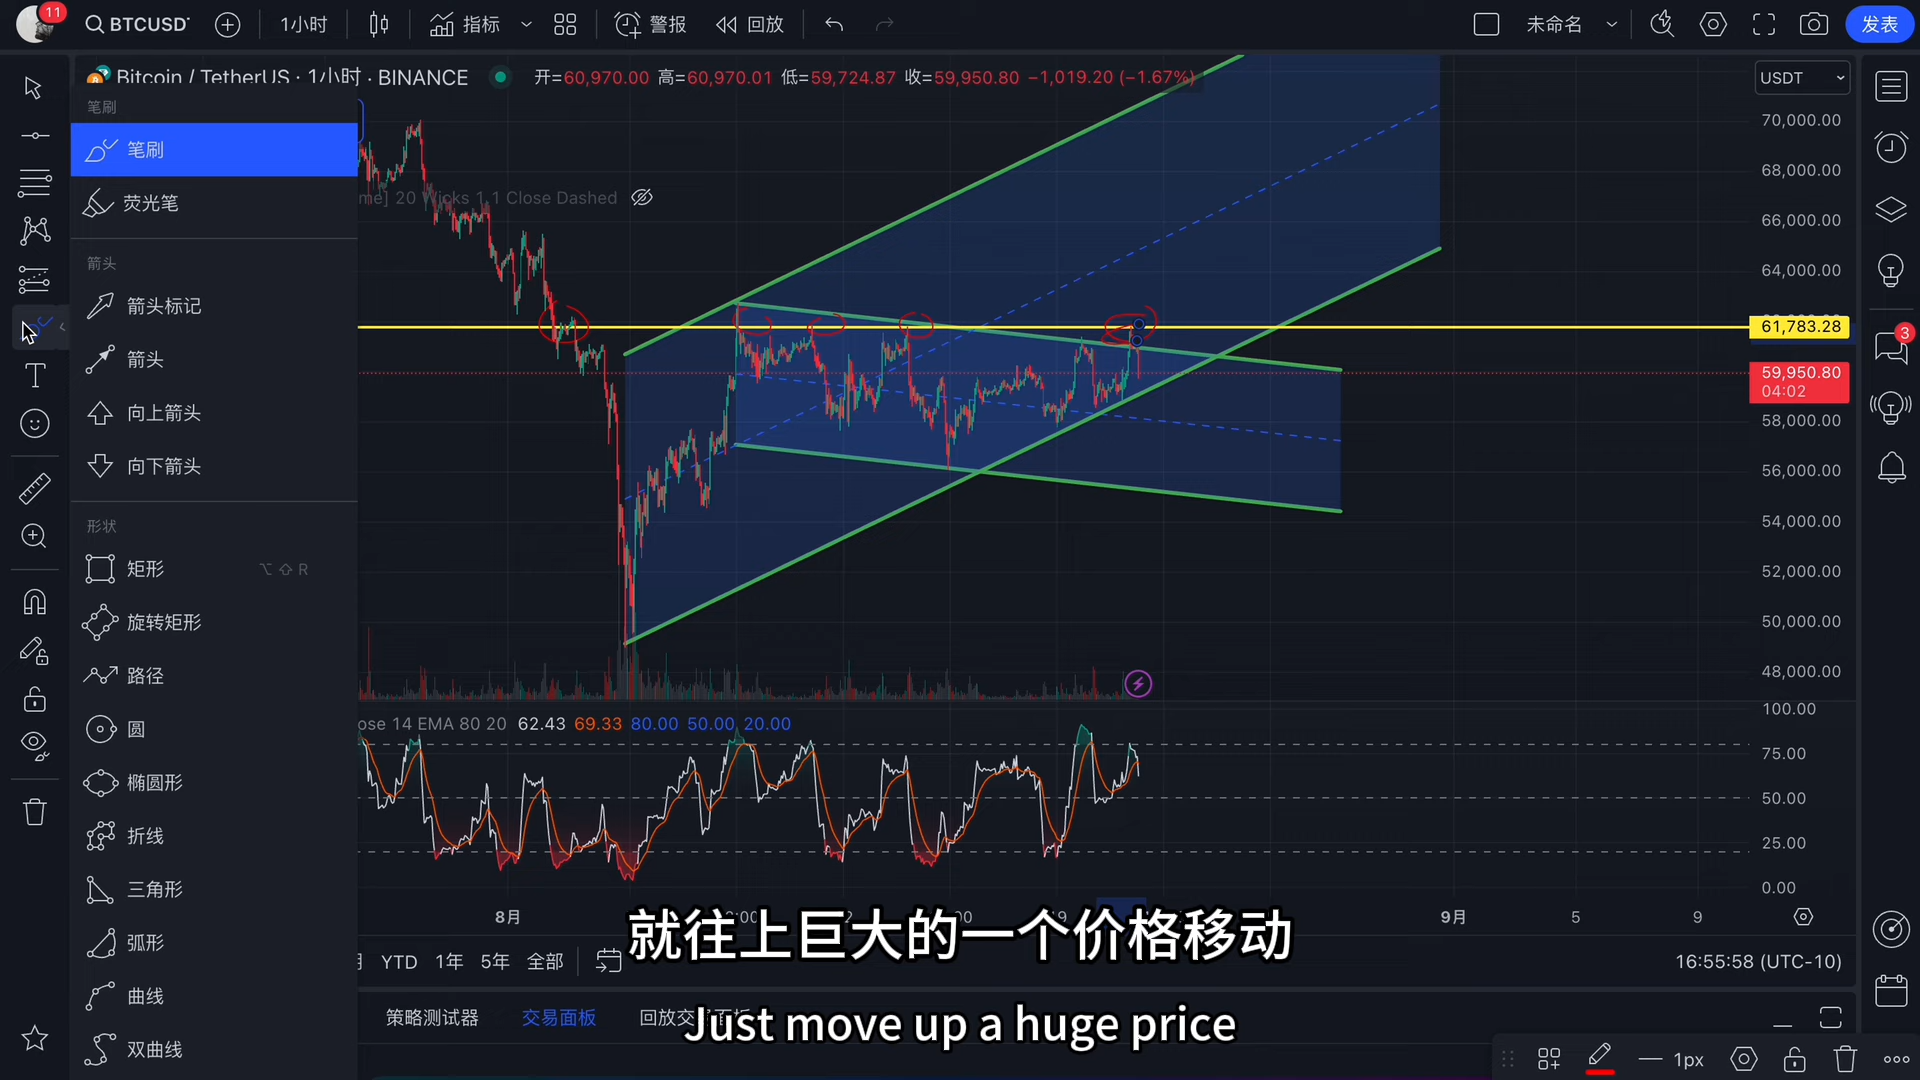 11
BTCUSD
1小时
指标
警报
回放
未命名
发表
Bitcoin / TetherUS · 1小时 · BINANCE
开=60,970.00 高=60,970.01 低=59,724.87 收=59,950.80 −1,019.20 (−1.67%)
USDT
笔刷
笔刷
荧光笔
20 Wicks 1 1 Close Dashed
箭头
箭头标记
箭头
向上箭头
向下箭头
形状
矩形 ⌥ ⇧ R
旋转矩形
路径
圆
椭圆形
折线
三角形
弧形
曲线
双曲线
70,000.00
68,000.00
66,000.00
64,000.00
61,783.28
59,950.80
04:02
58,000.00
56,000.00
54,000.00
52,000.00
50,000.00
48,000.00
3
14 EMA 80 20 62.43 69.33 80.00 50.00 20.00
100.00
75.00
50.00
25.00
0.00
8月
9月
5
9
就往上巨大的一个价格移动
YTD 1年 5年 全部
16:55:58 (UTC-10)
策略测试器 交易面板
Just move up a huge price
1px